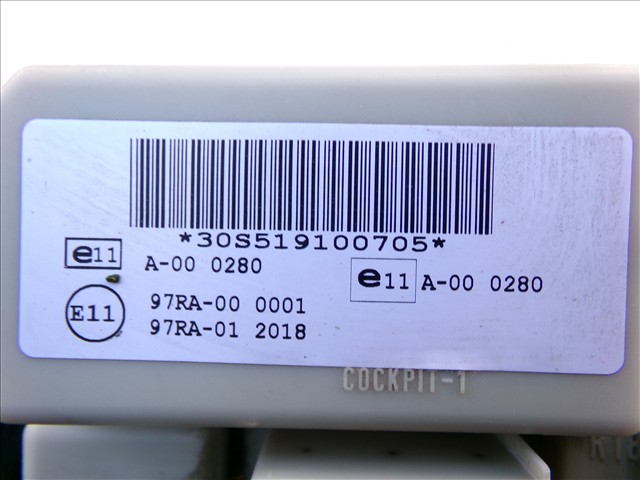 *30S519100705*
e11 A-00 0280
e11 A-00 0280
E11 97RA-00 0001
97RA-01 2018
COCKPIT-1